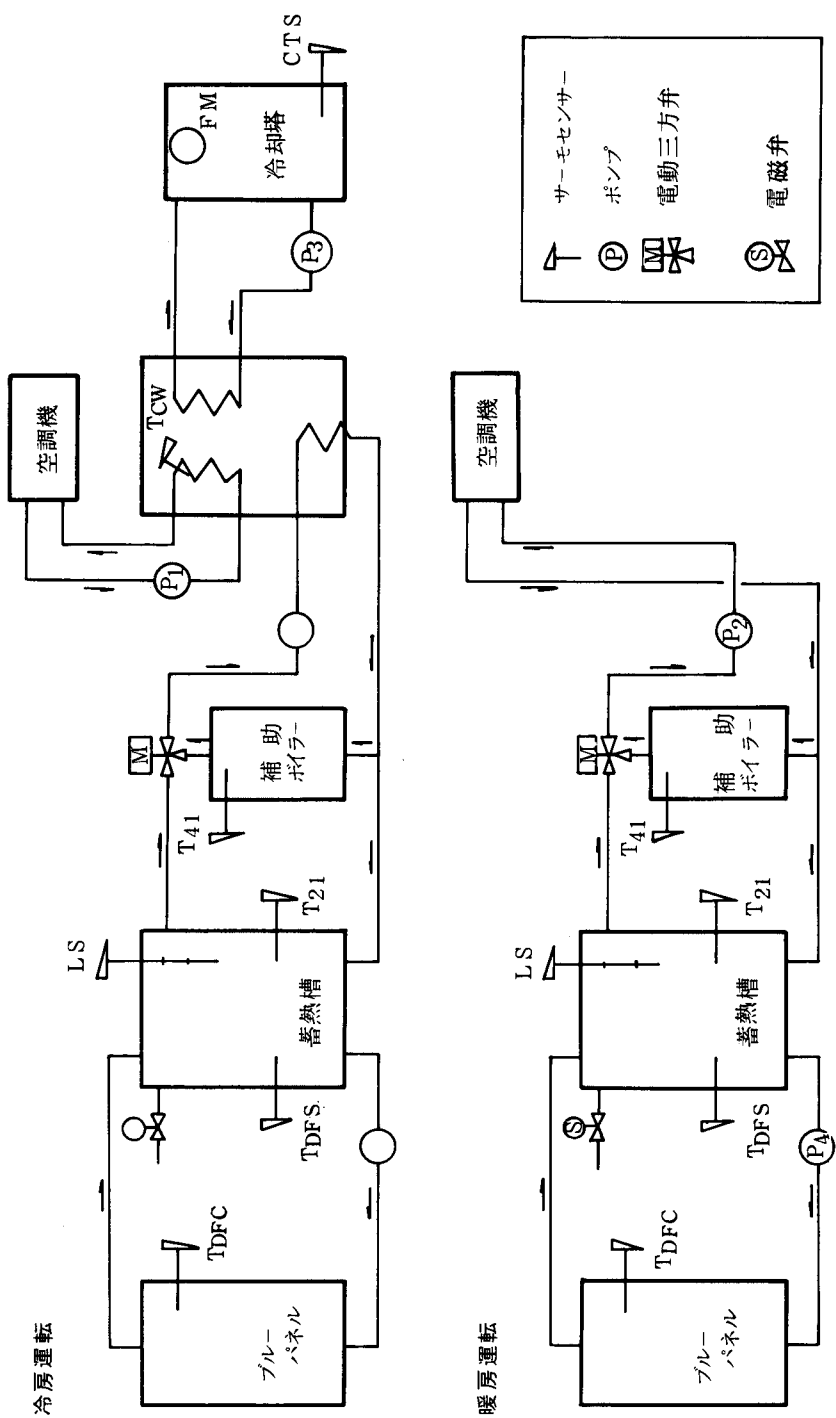 冷房運転
ブルー
パネル
TDFC
TDFS
蓄熱槽
LS
T21
T41
補助
ボイラー
M
P1
空調機
TCW
P3
冷却塔
FM
CTS
暖房運転
ブルー
パネル
TDFC
P4
S
TDFS
蓄熱槽
LS
T21
T41
補助
ボイラー
M
P2
空調機
サーモセンサー
P ポンプ
M 電動三方弁
S 電磁弁